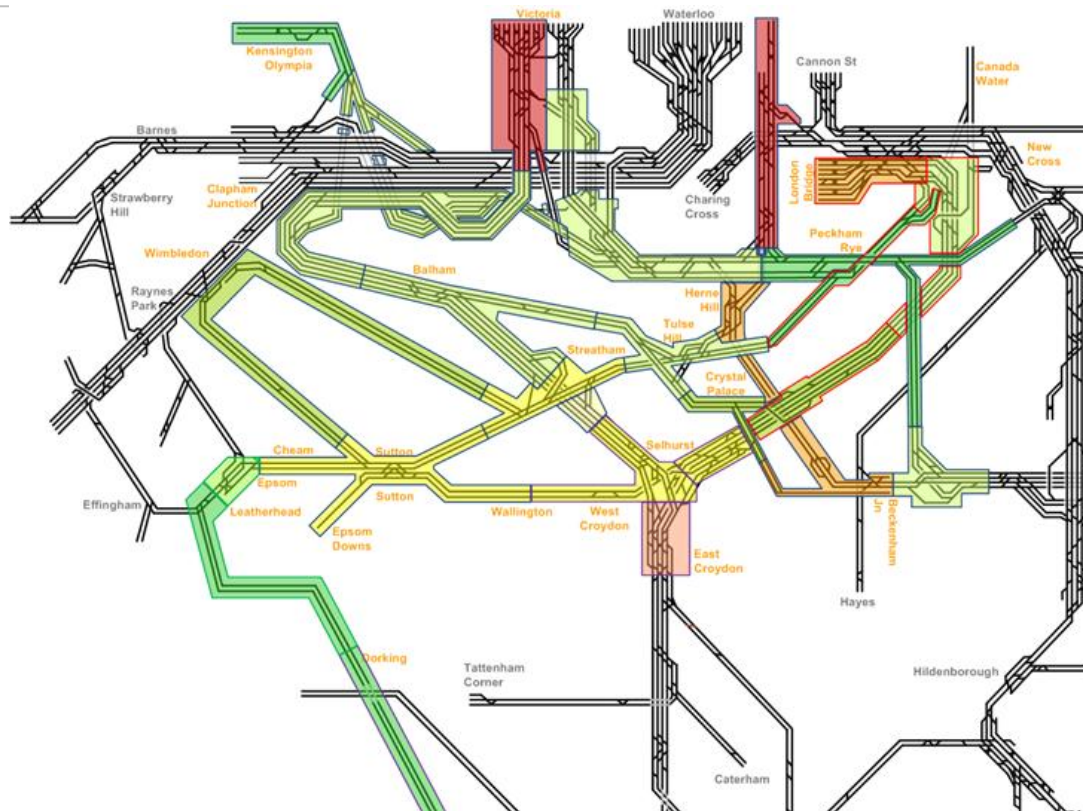 Victoria
Waterloo
Kensington
Olympia
Cannon St
Canada
Water
Barnes
New
Cross
Clapham
Junction
London
Bridge
Strawberry
Hill
Charing
Cross
Peckham
Rye
Wimbledon
Balham
Raynes
Park
Herne
Hill
Tulse
Hill
Streatham
Crystal
Palace
Cheam
Sutton
Selhurst
Epsom
Sutton
Effingham
Leatherhead
Wallington
West
Croydon
Beckenham
Jn
Epsom
Downs
East
Croydon
Hayes
Dorking
Tattenham
Corner
Hildenborough
Caterham